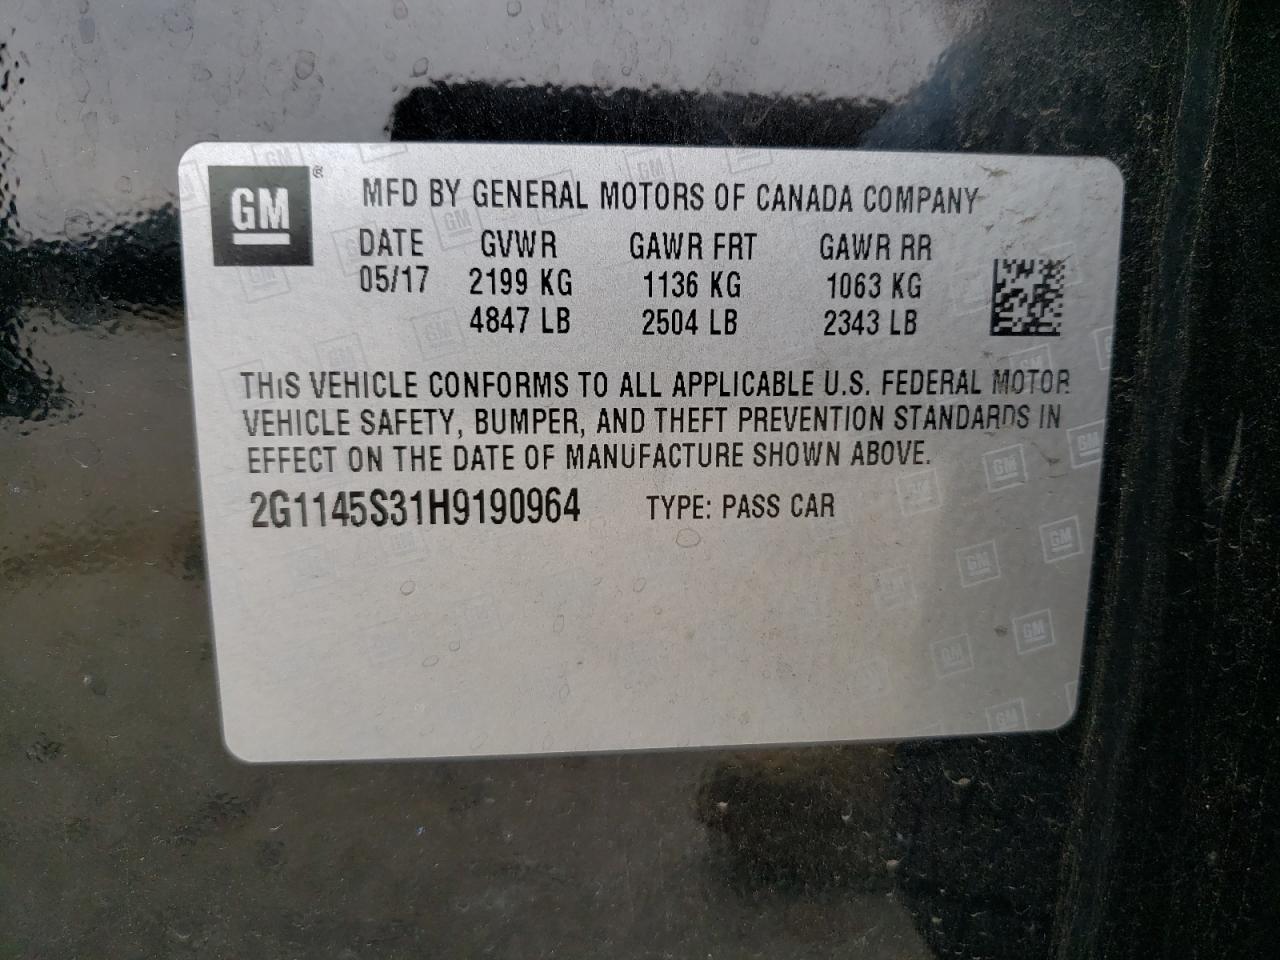 GM ®
MFD BY GENERAL MOTORS OF CANADA COMPANY
DATE GVWR GAWR FRT GAWR RR
05/17 2199 KG 1136 KG 1063 KG
4847 LB 2504 LB 2343 LB
THIS VEHICLE CONFORMS TO ALL APPLICABLE U.S. FEDERAL MOTOR
VEHICLE SAFETY, BUMPER, AND THEFT PREVENTION STANDARDS IN
EFFECT ON THE DATE OF MANUFACTURE SHOWN ABOVE.
2G1145S31H9190964 TYPE: PASS CAR